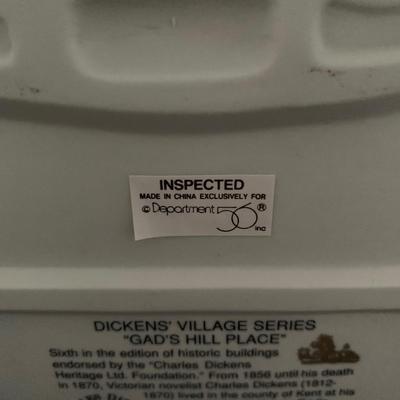 INSPECTED
MADE IN CHINA EXCLUSIVELY FOR
© Department 56 ®
inc
DICKENS' VILLAGE SERIES
"GAD'S HILL PLACE"
Sixth in the edition of historic buildings
endorsed by the "Charles Dickens
Heritage Ltd. Foundation." From 1856 until his death
in 1870, Victorian novelist Charles Dickens (1812-
1870) lived in the county of Kent at his